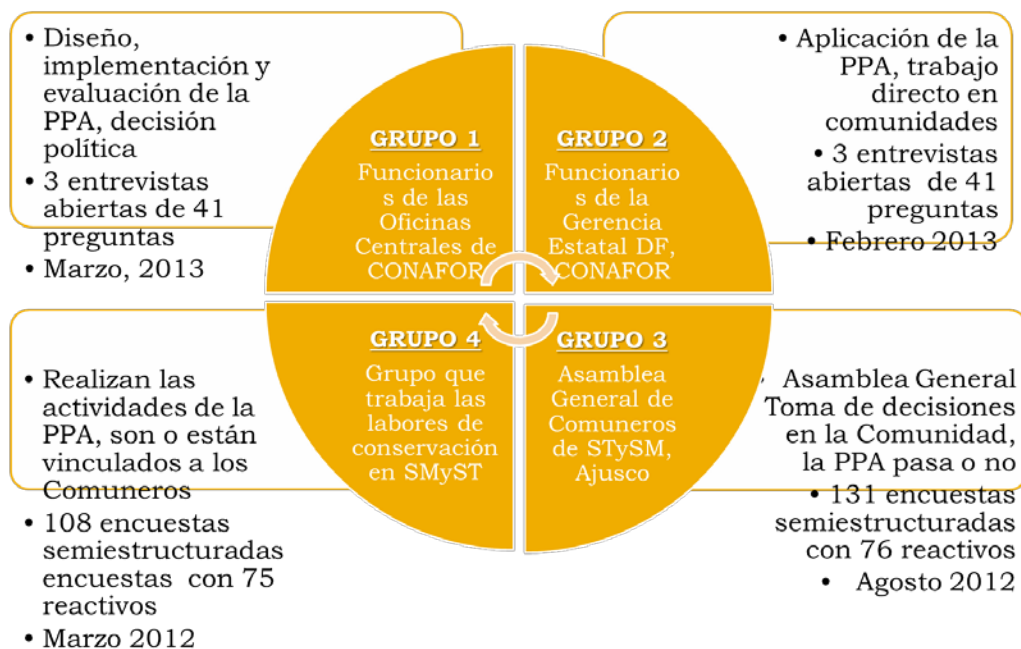 • Diseño,
implementación y
evaluación de la
PPA, decisión
política
• 3 entrevistas
abiertas de 41
preguntas
• Marzo, 2013
GRUPO 1
Funcionario
s de las
Oficinas
Centrales de
CONAFOR
GRUPO 2
Funcionario
s de la
Gerencia
Estatal DF,
CONAFOR
• Aplicación de la
PPA, trabajo
directo en
comunidades
• 3 entrevistas
abiertas de 41
preguntas
• Febrero 2013
• Realizan las
actividades de la
PPA, son o están
vinculados a los
Comuneros
• 108 encuestas
semiestructuradas
encuestas con 75
reactivos
• Marzo 2012
GRUPO 4
Grupo que
trabaja las
labores de
conservación
en SMyST
GRUPO 3
Asamblea
General de
Comuneros
de STySM,
Ajusco
• Asamblea General
Toma de decisiones
en la Comunidad,
la PPA pasa o no
• 131 encuestas
semiestructuradas
con 76 reactivos
• Agosto 2012